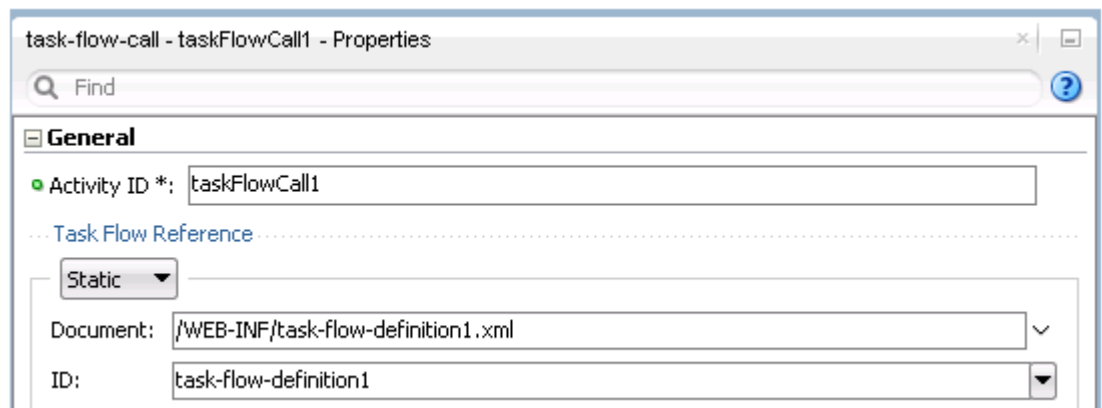 task-flow-call - taskFlowCall1 - Properties
Find
?
General
Activity ID *: taskFlowCall1
Task Flow Reference
Static
Document: /WEB-INF/task-flow-definition1.xml
ID: task-flow-definition1